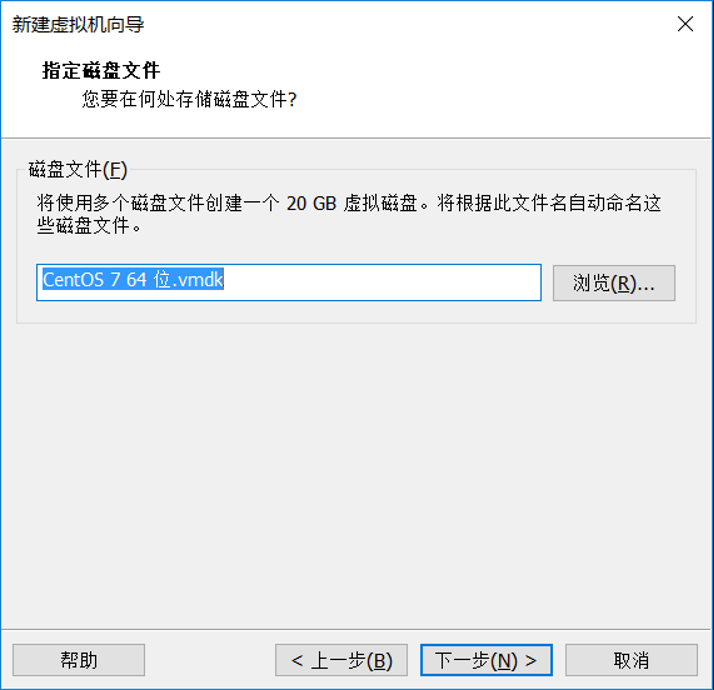 新建虚拟机向导
指定磁盘文件
您要在何处存储磁盘文件?
磁盘文件(F)
将使用多个磁盘文件创建一个 20 GB 虚拟磁盘。将根据此文件名自动命名这
些磁盘文件。
CentOS 7 64 位.vmdk
浏览(R)...
帮助
< 上一步(B)
下一步(N) >
取消